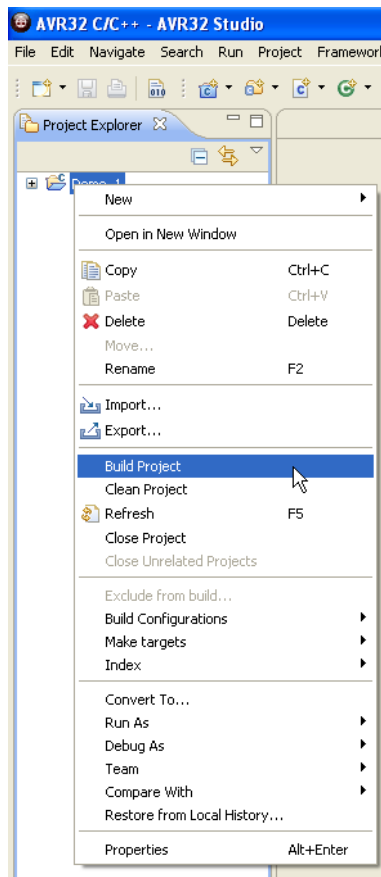 AVR32 C/C++ - AVR32 Studio
File Edit Navigate Search Run Project Framewor
Project Explorer
New
Open in New Window
Copy Ctrl+C
Paste Ctrl+V
Delete Delete
Move...
Rename F2
Import...
Export...
Build Project
Clean Project
Refresh F5
Close Project
Close Unrelated Projects
Exclude from build...
Build Configurations
Make targets
Index
Convert To...
Run As
Debug As
Team
Compare With
Restore from Local History...
Properties Alt+Enter